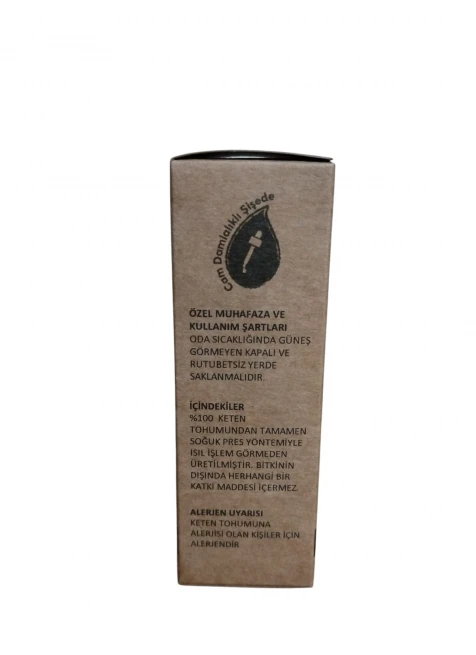 Cam Damlalıklı Şişede
ÖZEL MUHAFAZA VE
KULLANIM ŞARTLARI
ODA SICAKLIĞINDA GÜNEŞ
GÖRMEYEN KAPALI VE
RUTUBETSİZ YERDE
SAKLANMALIDIR.
İÇİNDEKİLER
%100 KETEN
TOHUMUNDAN TAMAMEN
SOĞUK PRES YÖNTEMİYLE
ISIL İŞLEM GÖRMEDEN
ÜRETİLMİŞTİR. BİTKİNİN
DIŞINDA HERHANGİ BİR
KATKI MADDESİ İÇERMEZ.
ALERJEN UYARISI
KETEN TOHUMUNA
ALERJİSİ OLAN KİŞİLER İÇİN
ALERJENDİR